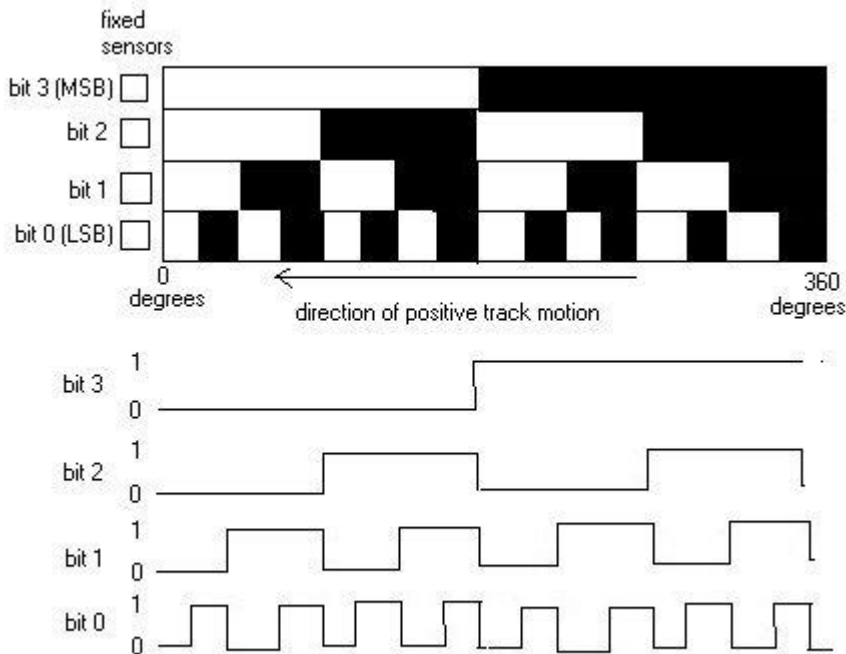 fixed
sensors
bit 3 (MSB)
bit 2
bit 1
bit 0 (LSB)
0
degrees
direction of positive track motion
360
degrees
1
bit 3
0
1
bit 2
0
1
bit 1
0
1
bit 0
0